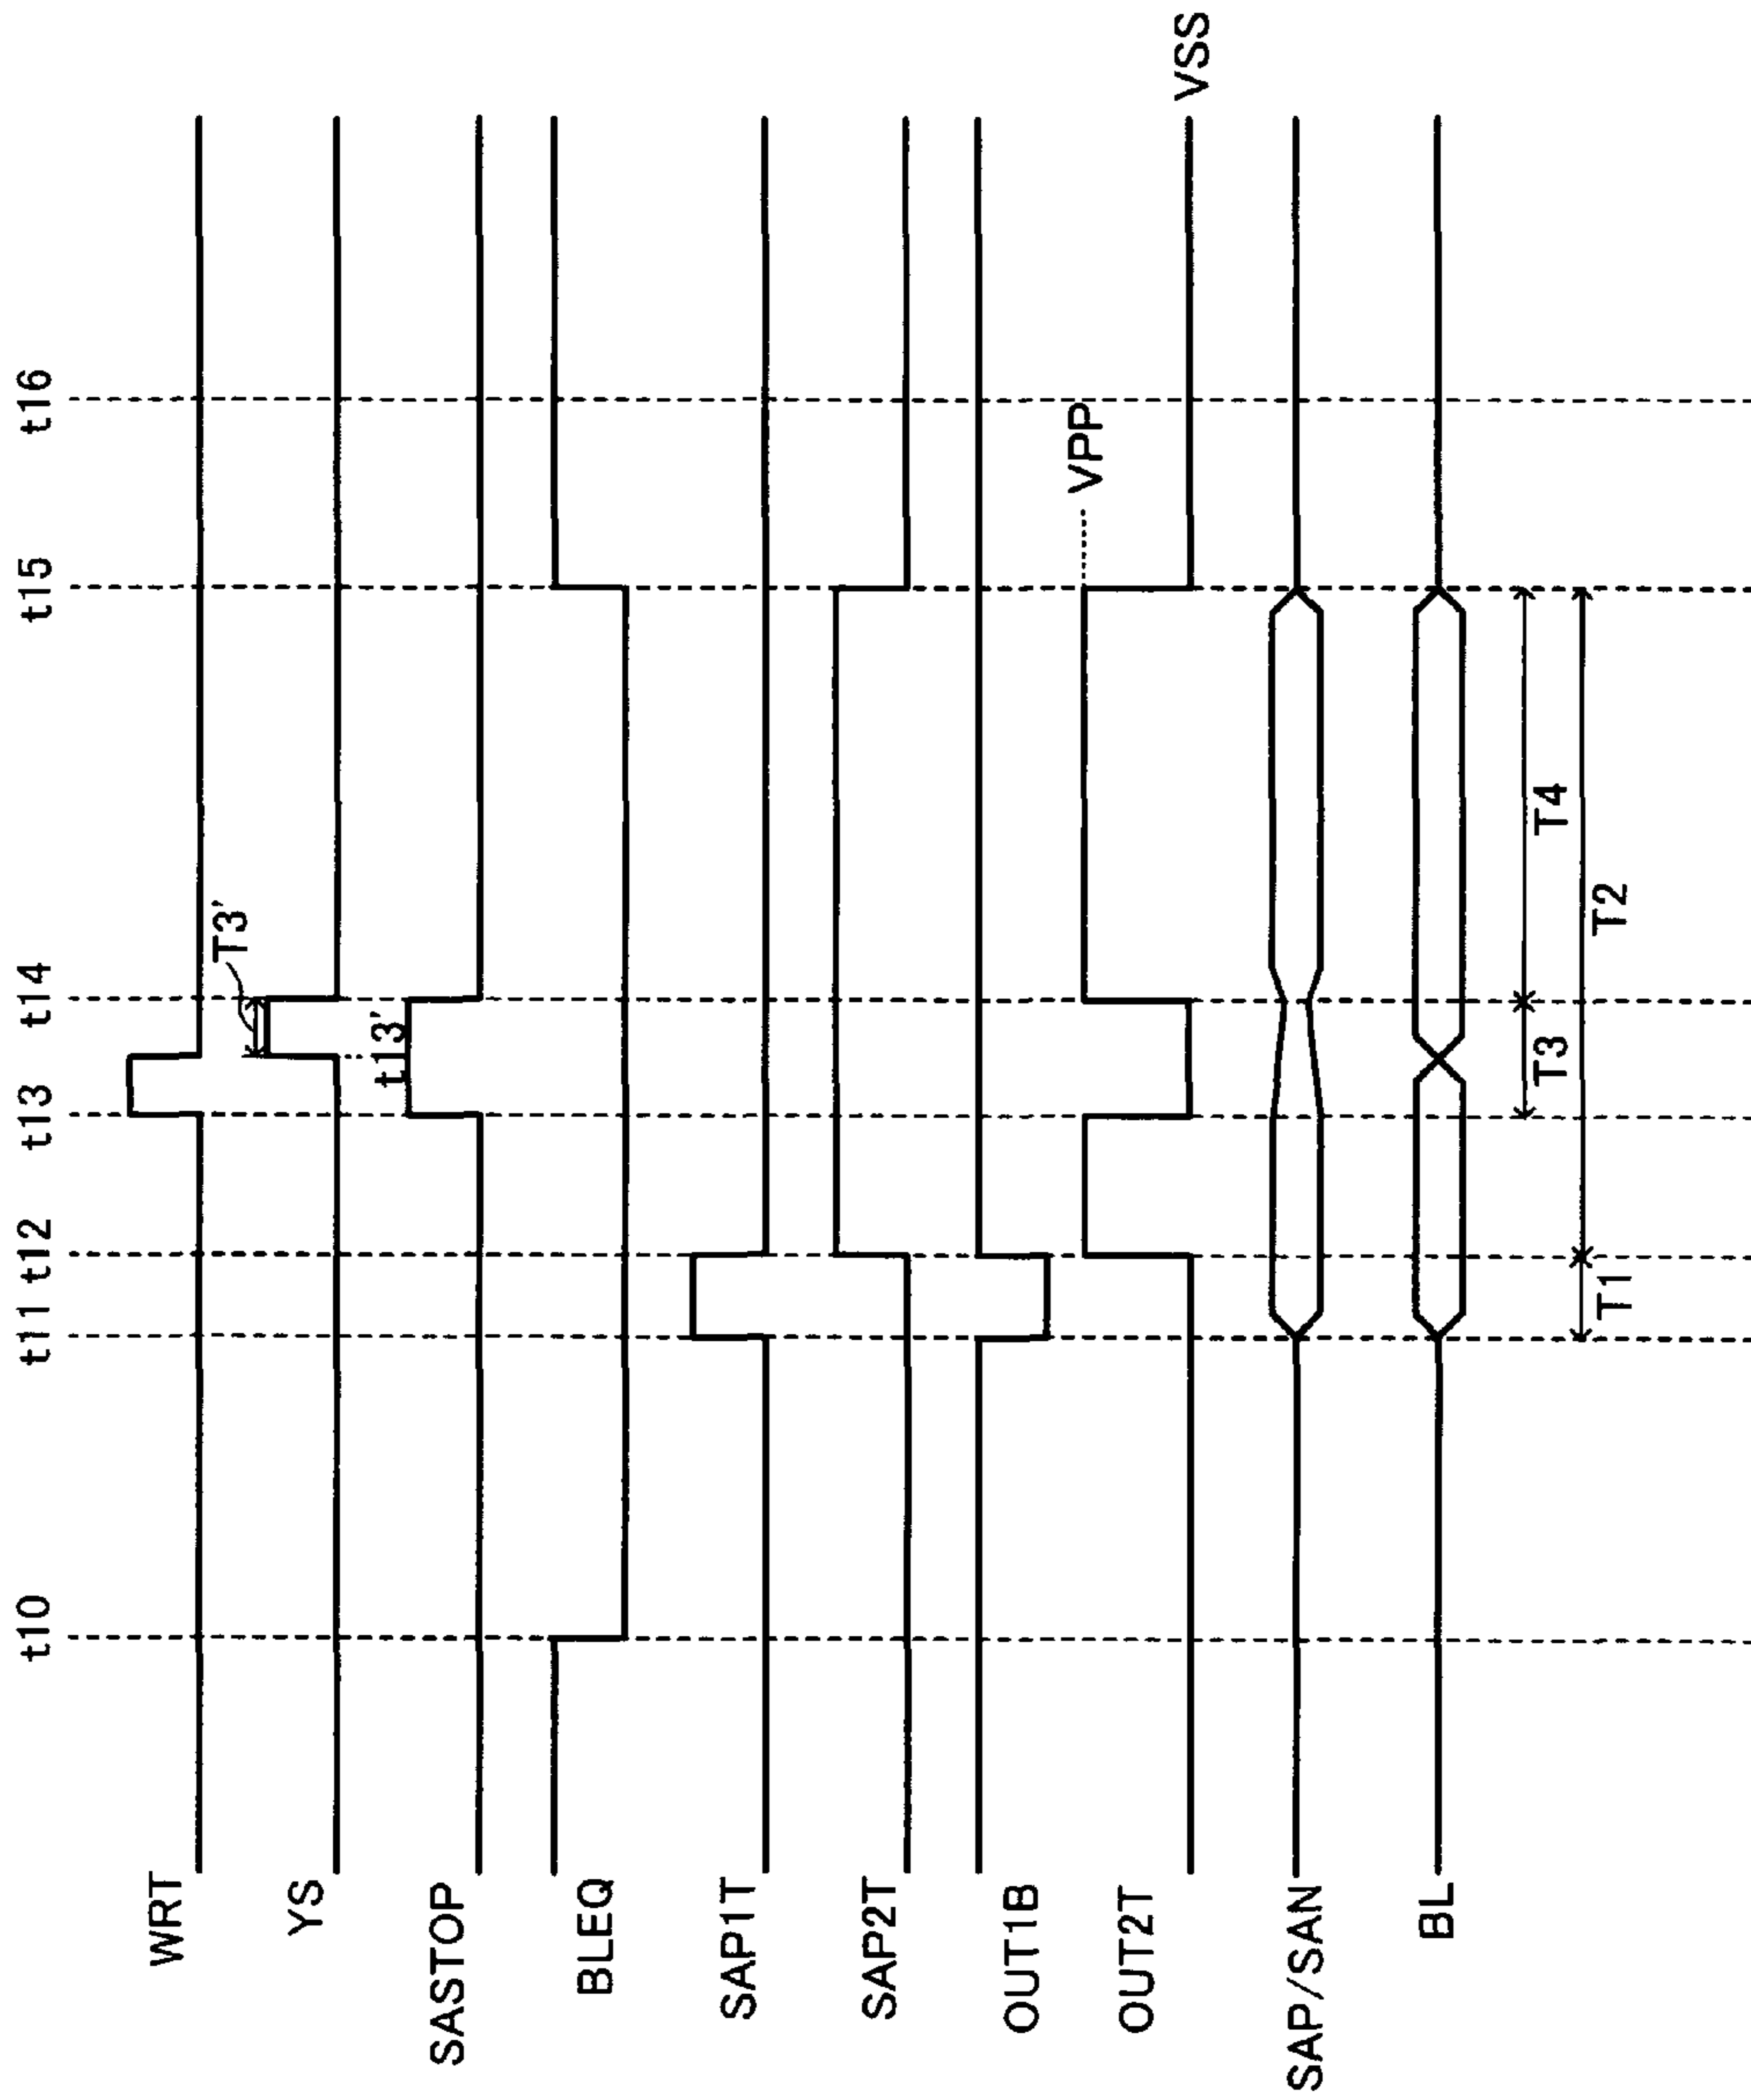 t10 t11 t12 t13 t14 t15 t16
WRT
T3'
YS
t13'
SASTOP
BLEQ
SAP1T
SAP2T
OUT1B
VPP
OUT2T
VSS
SAP/SAN
BL
T3 T4
T1 T2